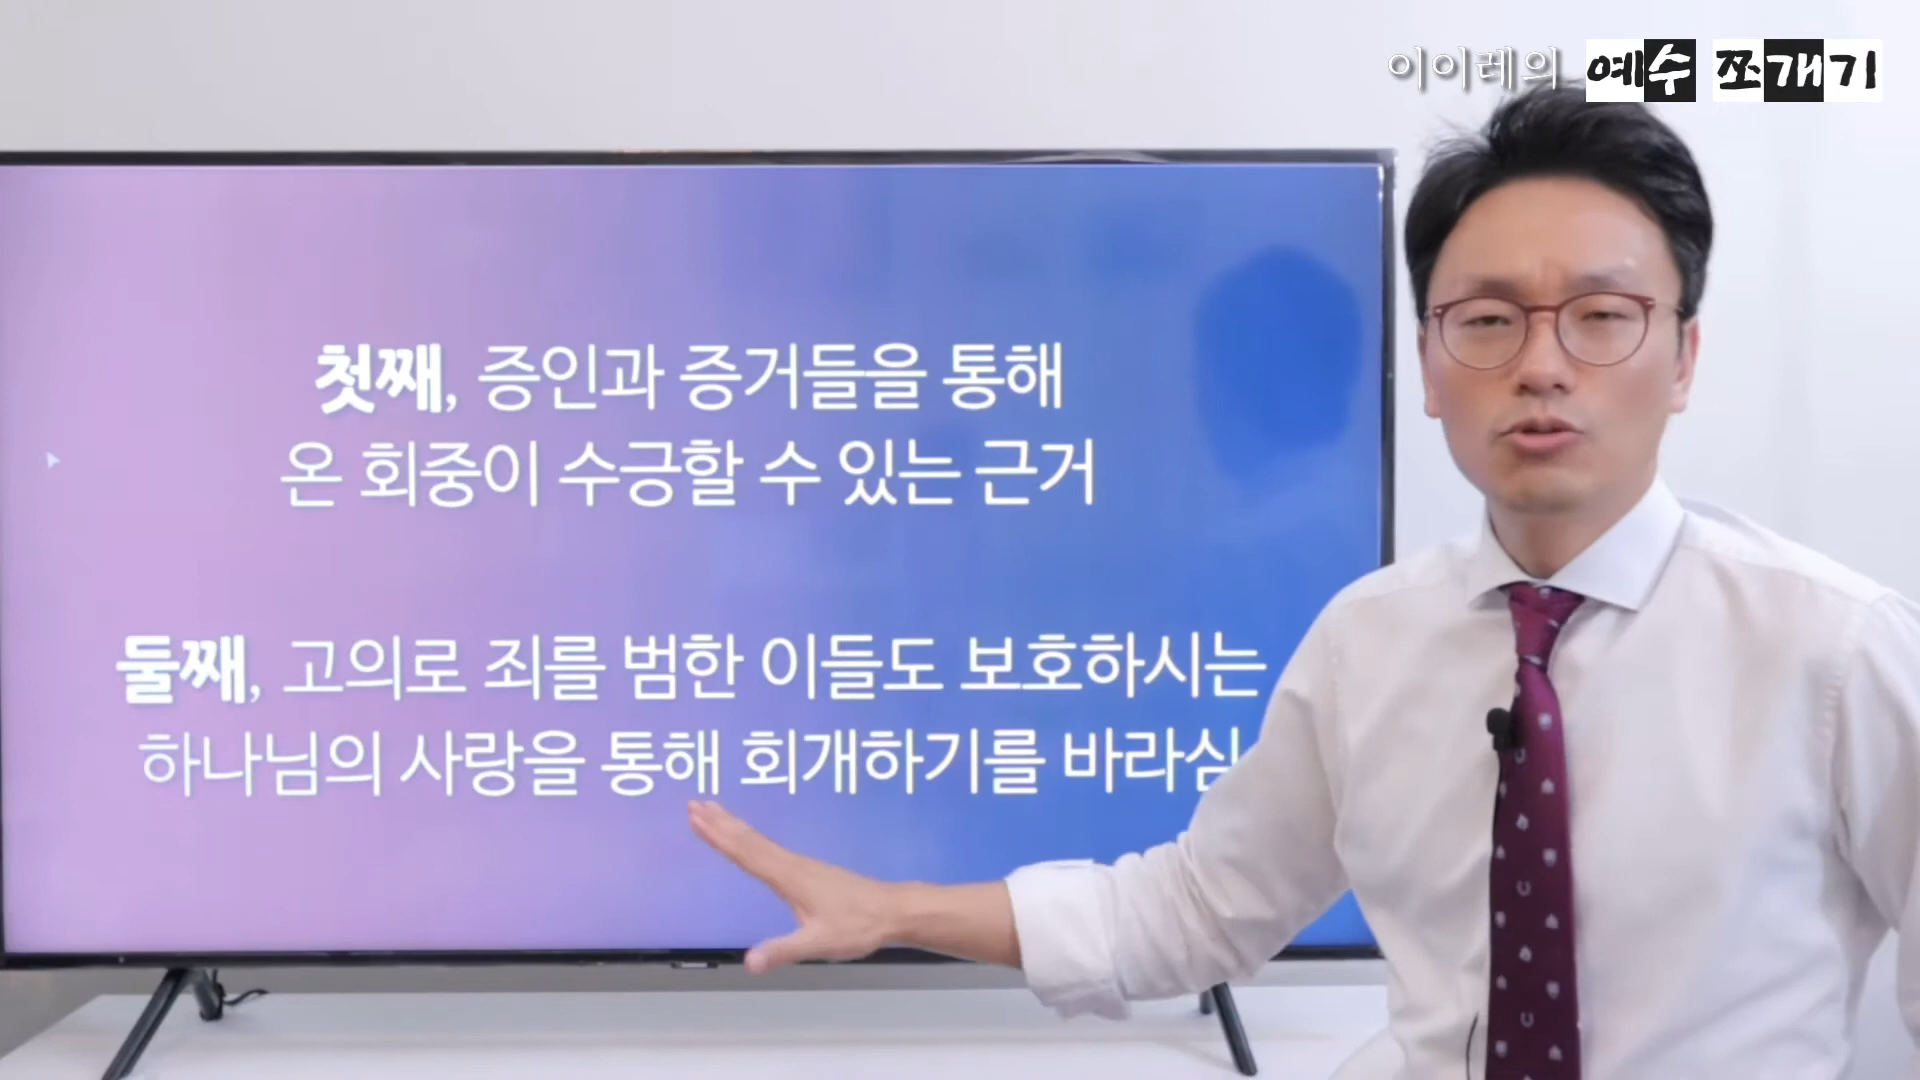 이이레의 예수 쪼개기
첫째, 증인과 증거들을 통해
온 회중이 수긍할 수 있는 근거
둘째, 고의로 죄를 범한 이들도 보호하시는
하나님의 사랑을 통해 회개하기를 바라심